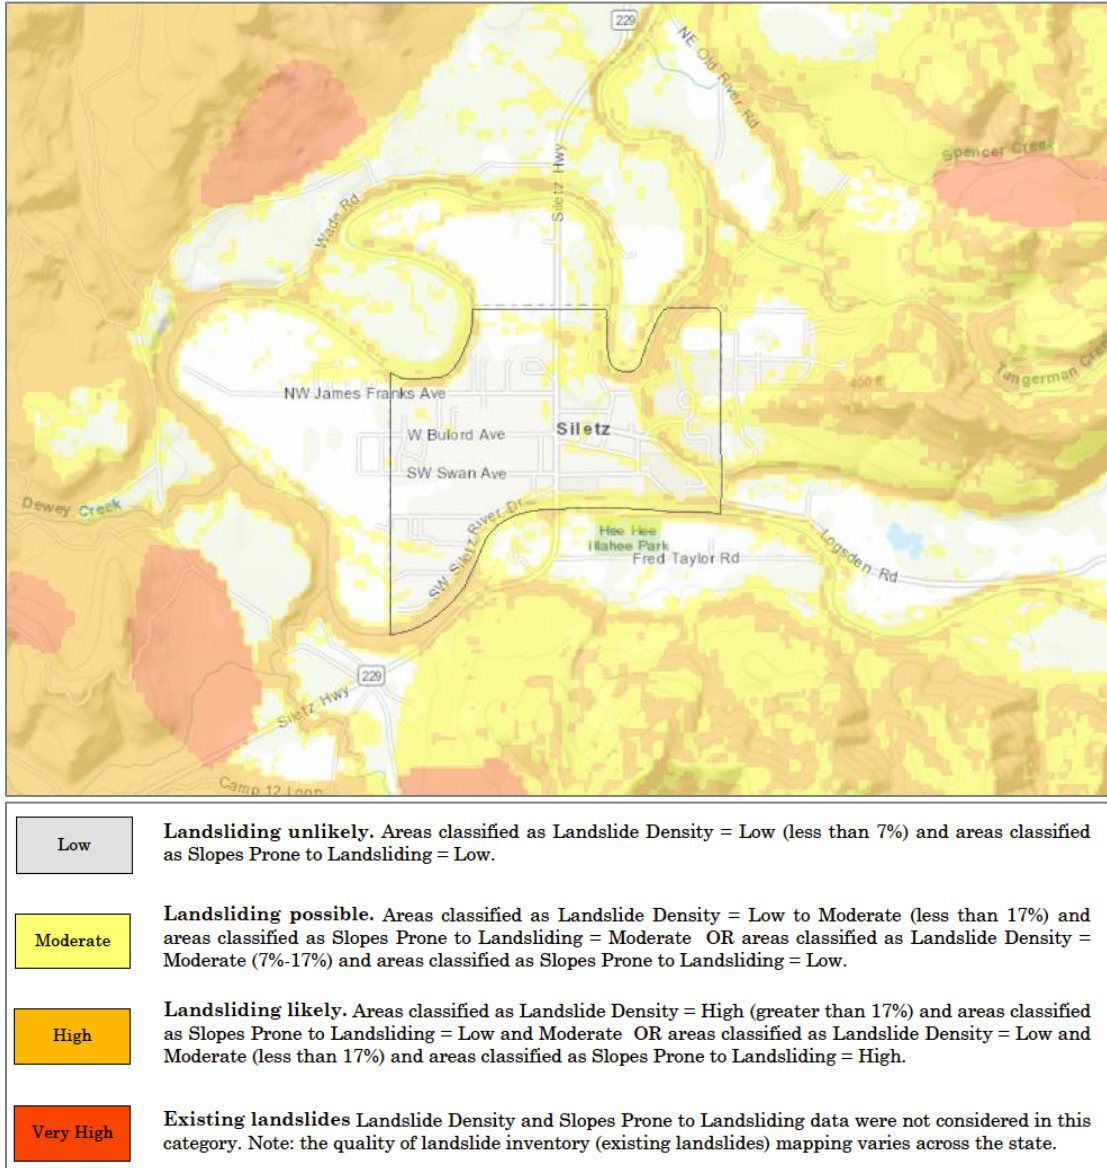 229
NE Old River Rd
Siletz Hwy
Spencer Creek
Wade Rd
Tangerman Creek
400 ft
NW James Franks Ave
Siletz
W Bulord Ave
SW Swan Ave
Dewey Creek
SW Siletz River Dr
Hee Hee
Illahee Park
Fred Taylor Rd
Logsden Rd
229
Siletz Hwy
Camp 12 Loop
Low
Landsliding unlikely. Areas classified as Landslide Density = Low (less than 7%) and areas classified
as Slopes Prone to Landsliding = Low.
Moderate
Landsliding possible. Areas classified as Landslide Density = Low to Moderate (less than 17%) and
areas classified as Slopes Prone to Landsliding = Moderate OR areas classified as Landslide Density =
Moderate (7%-17%) and areas classified as Slopes Prone to Landsliding = Low.
High
Landsliding likely. Areas classified as Landslide Density = High (greater than 17%) and areas classified
as Slopes Prone to Landsliding = Low and Moderate OR areas classified as Landslide Density = Low and
Moderate (less than 17%) and areas classified as Slopes Prone to Landsliding = High.
Very High
Existing landslides Landslide Density and Slopes Prone to Landsliding data were not considered in this
category. Note: the quality of landslide inventory (existing landslides) mapping varies across the state.